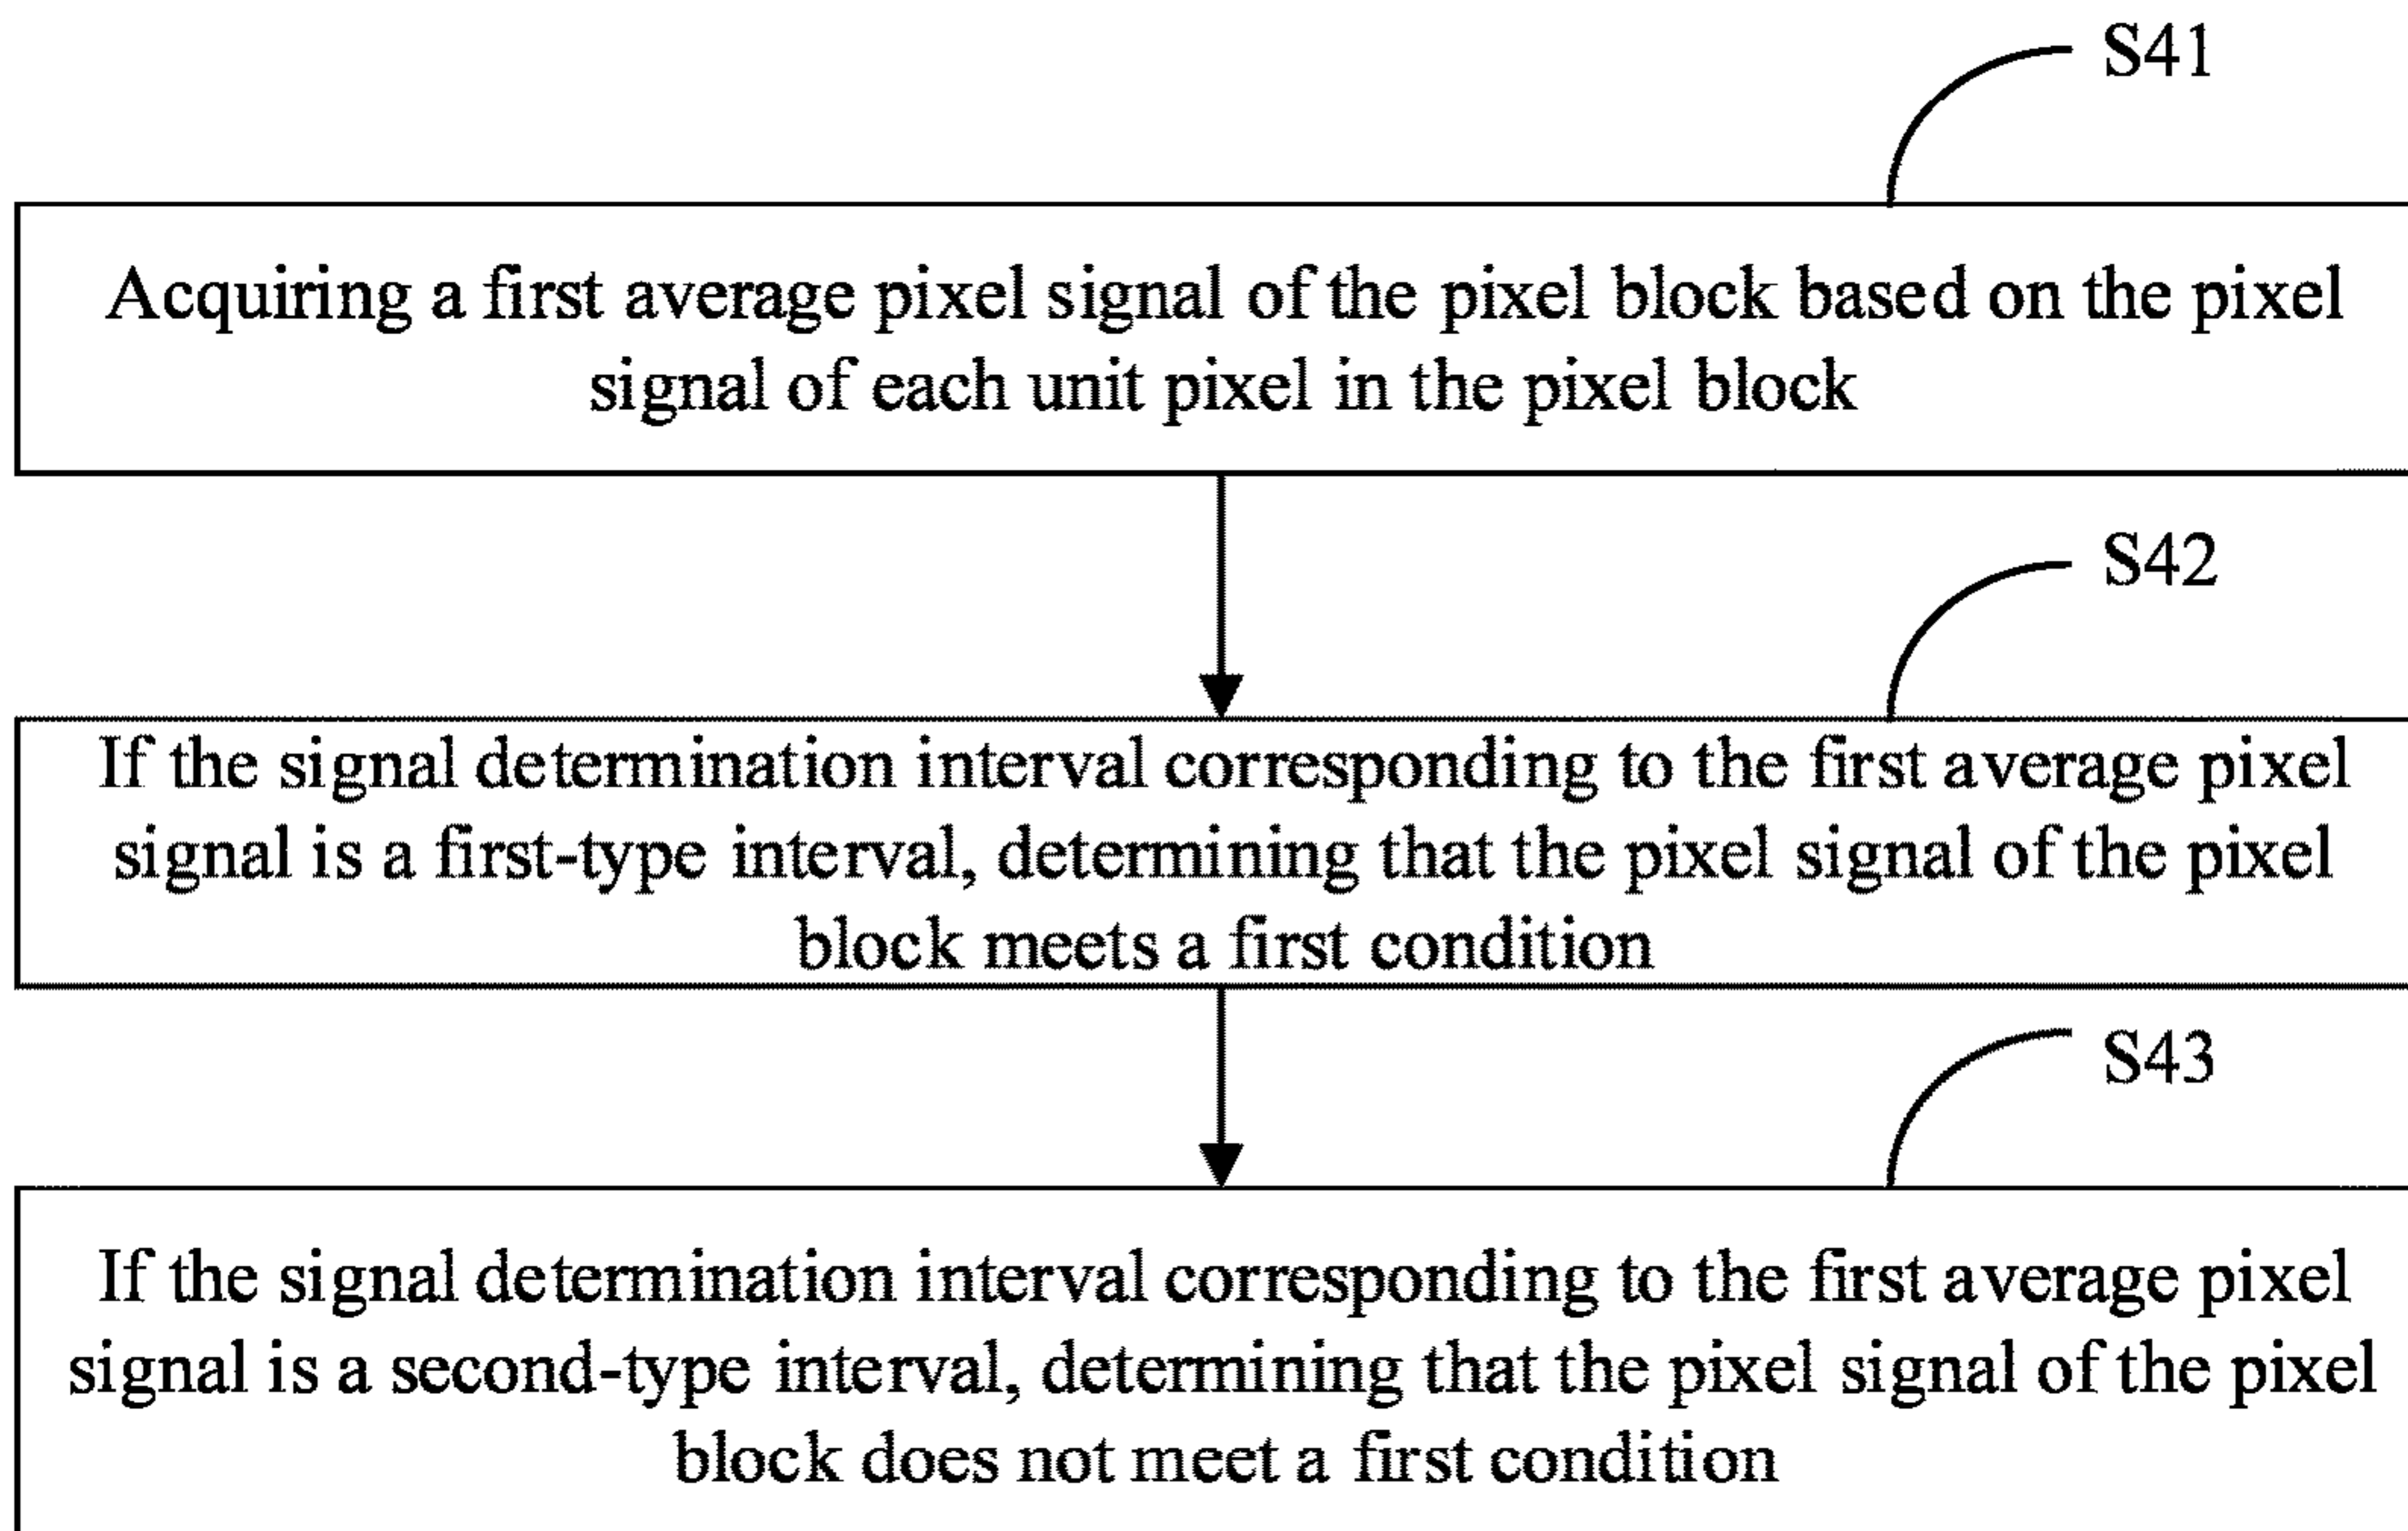 S41
Acquiring a first average pixel signal of the pixel block based on the pixel
signal of each unit pixel in the pixel block
S42
If the signal determination interval corresponding to the first average pixel
signal is a first-type interval, determining that the pixel signal of the pixel
block meets a first condition
S43
If the signal determination interval corresponding to the first average pixel
signal is a second-type interval, determining that the pixel signal of the pixel
block does not meet a first condition